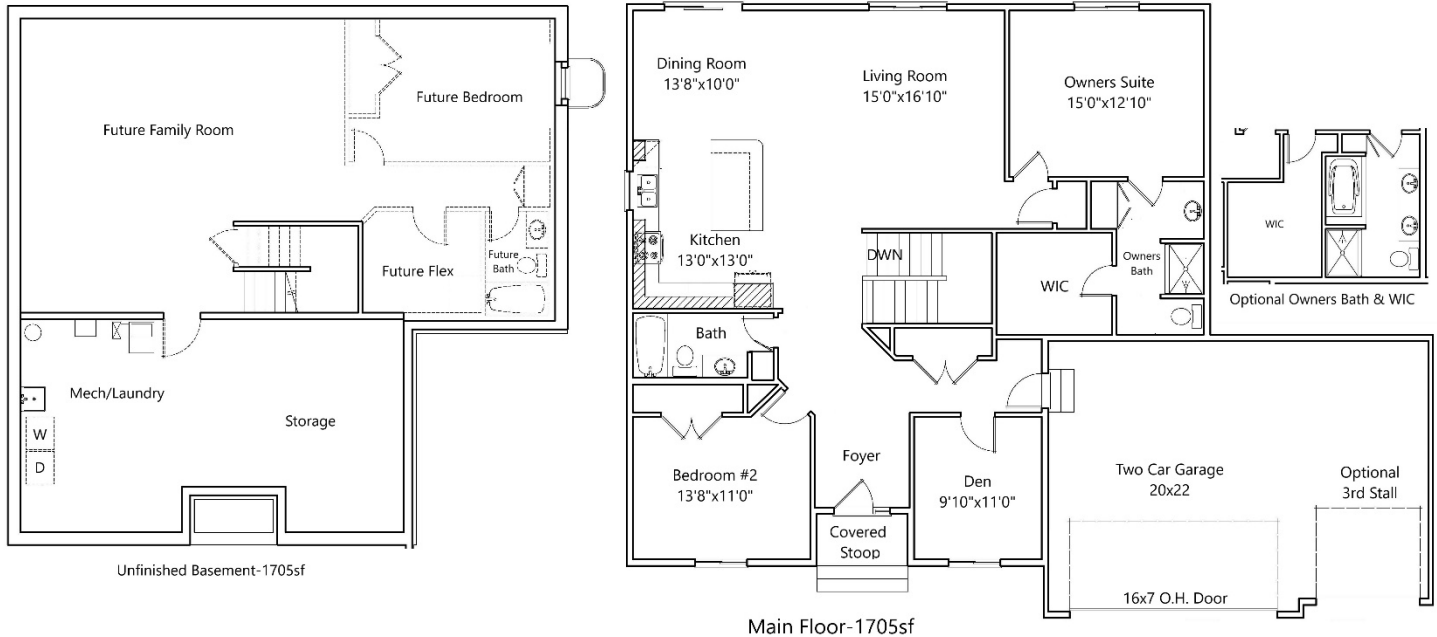 Future Family Room
Future Bedroom
Future Flex
Future
Bath
Mech/Laundry
W
D
Storage
Unfinished Basement-1705sf
Dining Room
13'8"x10'0"
Living Room
15'0"x16'10"
Owners Suite
15'0"x12'10"
Kitchen
13'0"x13'0"
DWN
WIC
Owners
Bath
Bath
Bedroom #2
13'8"x11'0"
Foyer
Den
9'10"x11'0"
Covered
Stoop
Two Car Garage
20x22
Optional
3rd Stall
16x7 O.H. Door
WIC
Optional Owners Bath & WIC
Main Floor-1705sf